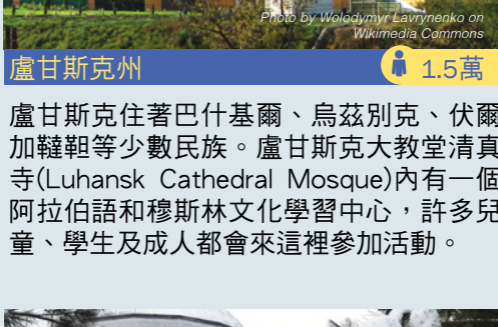 Photo by Wolodymyr Lavrynenko on
Wikimedia Commons
盧甘斯克州
1.5萬
盧甘斯克住著巴什基爾、烏茲別克、伏爾
加韃靼等少數民族。盧甘斯克大教堂清真
寺(Luhansk Cathedral Mosque)內有一個
阿拉伯語和穆斯林文化學習中心，許多兒
童、學生及成人都會來這裡參加活動。